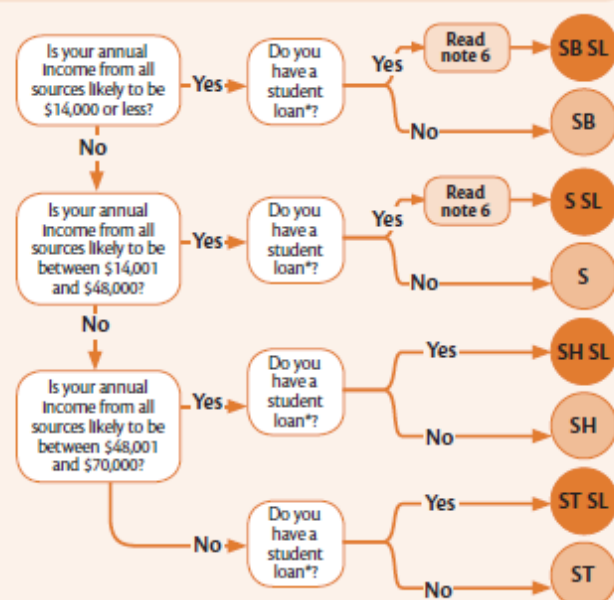 Is your annual
income from all
sources likely to be
$14,000 or less?
Yes
Do you
have a
student
loan*?
Yes
Read
note 6
SB SL
No
SB
No
Is your annual
income from all
sources likely to be
between $14,001
and $48,000?
Yes
Do you
have a
student
loan*?
Yes
Read
note 6
S SL
No
S
No
Is your annual
income from all
sources likely to be
between $48,001
and $70,000?
Yes
Do you
have a
student
loan*?
Yes
SH SL
No
SH
No
Do you
have a
student
loan*?
Yes
ST SL
No
ST